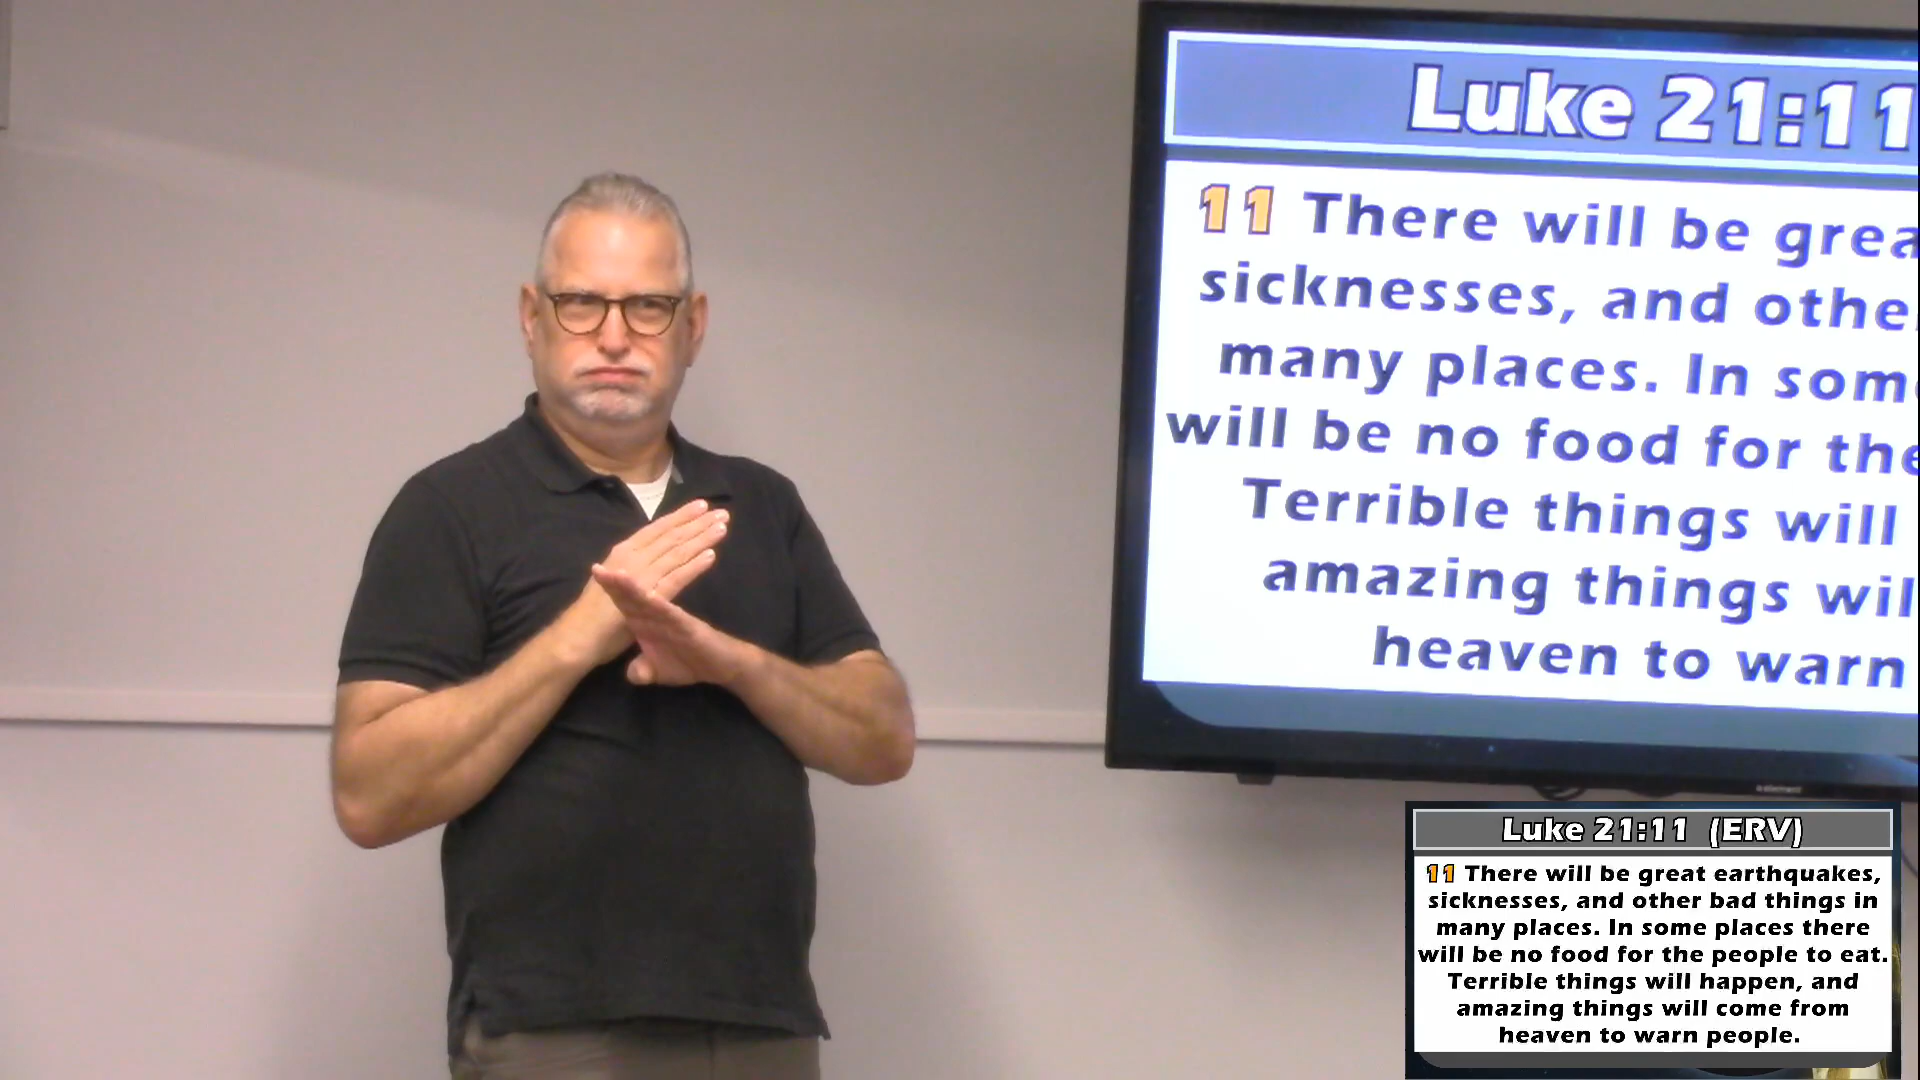 Luke 21:11
11 There will be grea
sicknesses, and othe
many places. In som
will be no food for the
Terrible things will
amazing things wil
heaven to warn
element
Luke 21:11 (ERV)
11 There will be great earthquakes,
sicknesses, and other bad things in
many places. In some places there
will be no food for the people to eat.
Terrible things will happen, and
amazing things will come from
heaven to warn people.